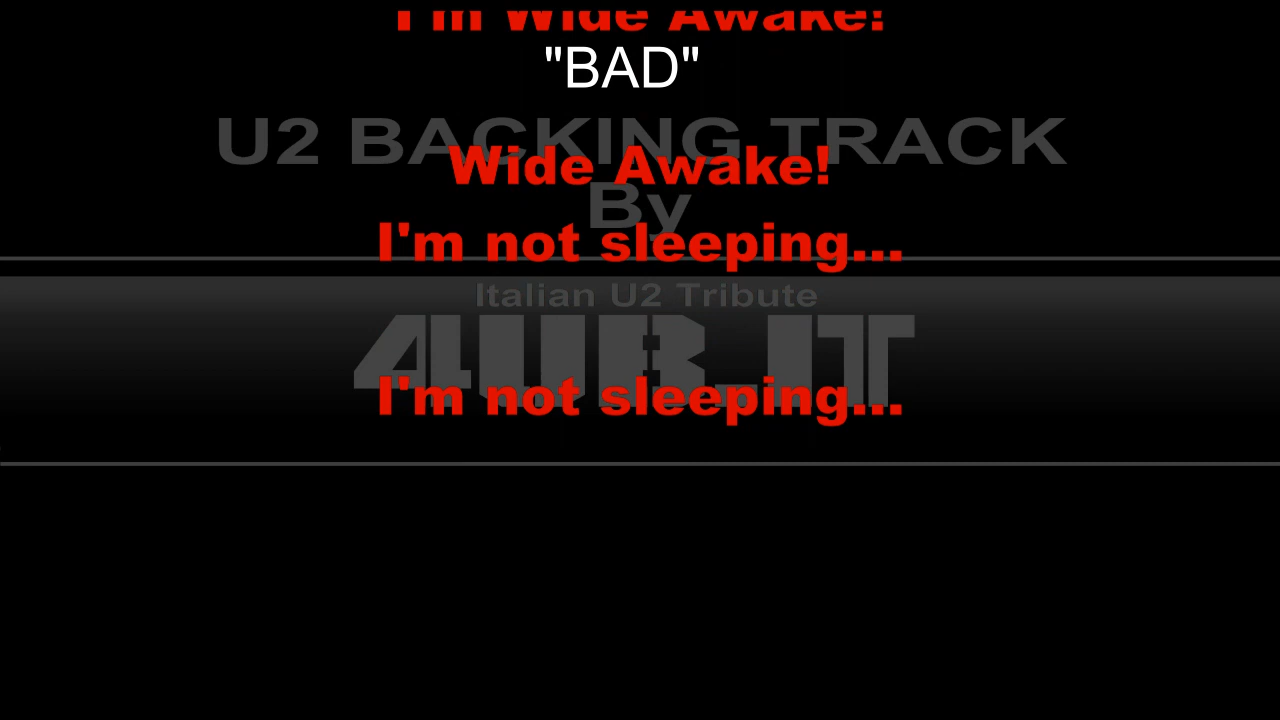 I'm Wide Awake!
"BAD"
U2 BACKING TRACK
Wide Awake!
By
I'm not sleeping...
Italian U2 Tribute
4UB.IT
I'm not sleeping...